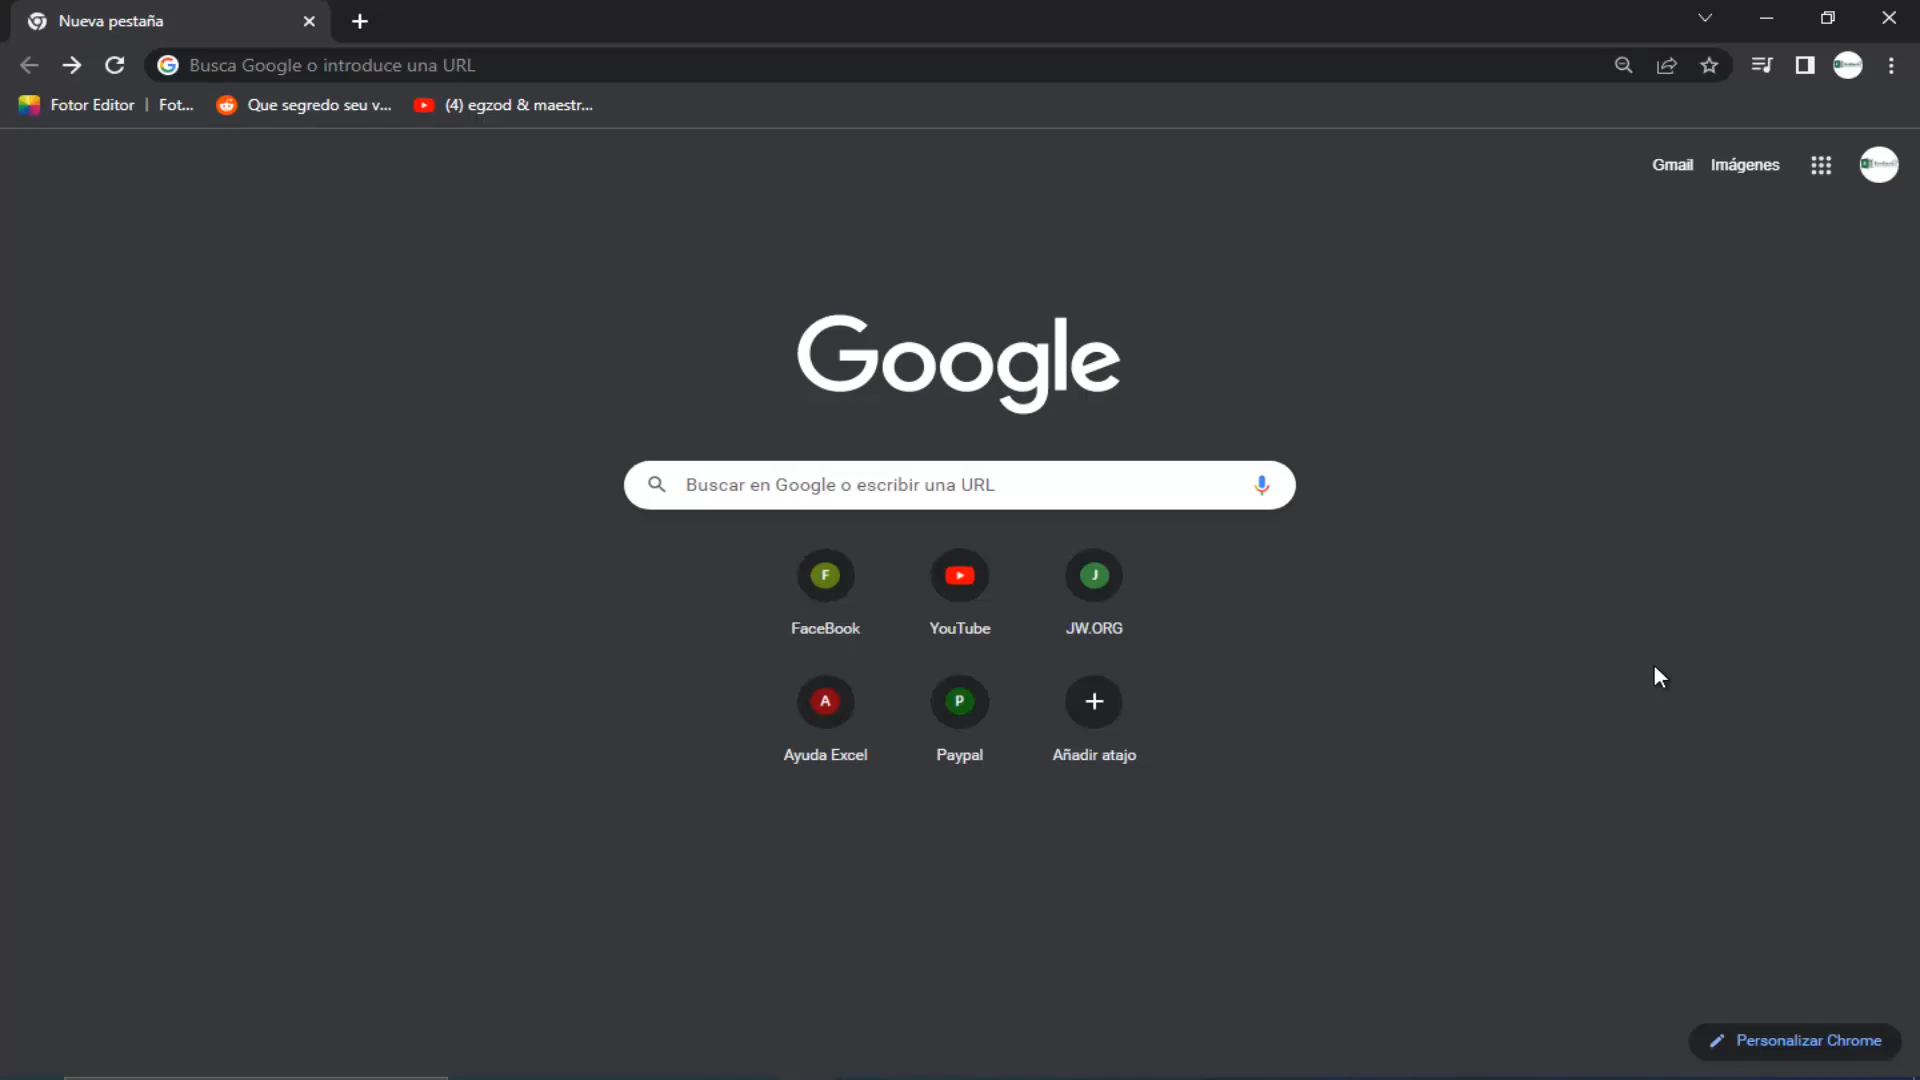 Nueva pestaña
Busca Google o introduce una URL
Fotor Editor | Fot... Que segredo seu v... (4) egzod & maestr...
Gmail Imágenes
Google
Buscar en Google o escribir una URL
F J
FaceBook YouTube JW.ORG
A P
Ayuda Excel Paypal Añadir atajo
Personalizar Chrome